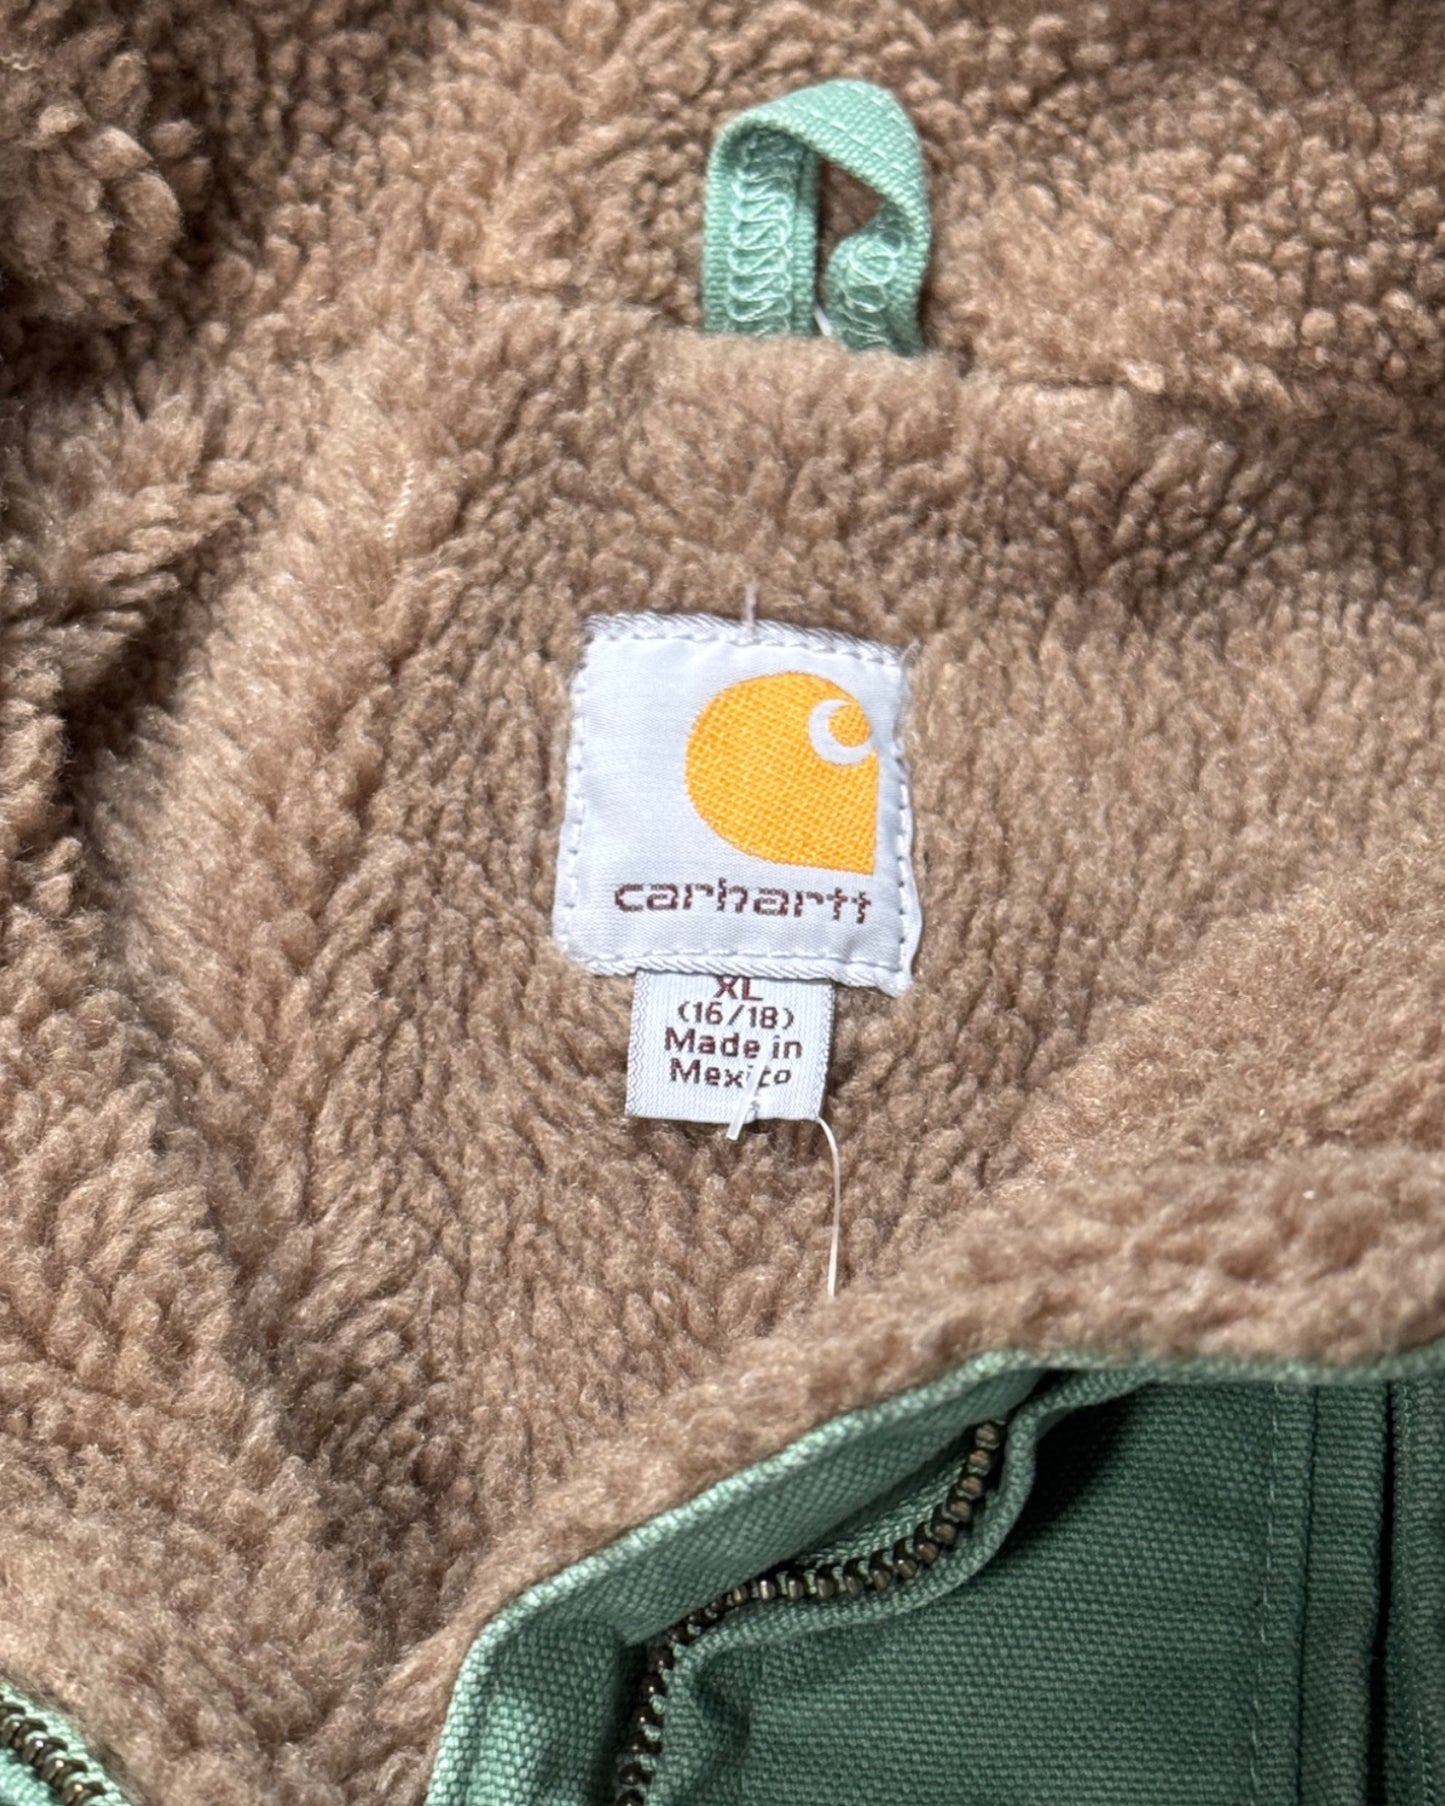 carhartt
XL
(16/18)
Made in
Mexico